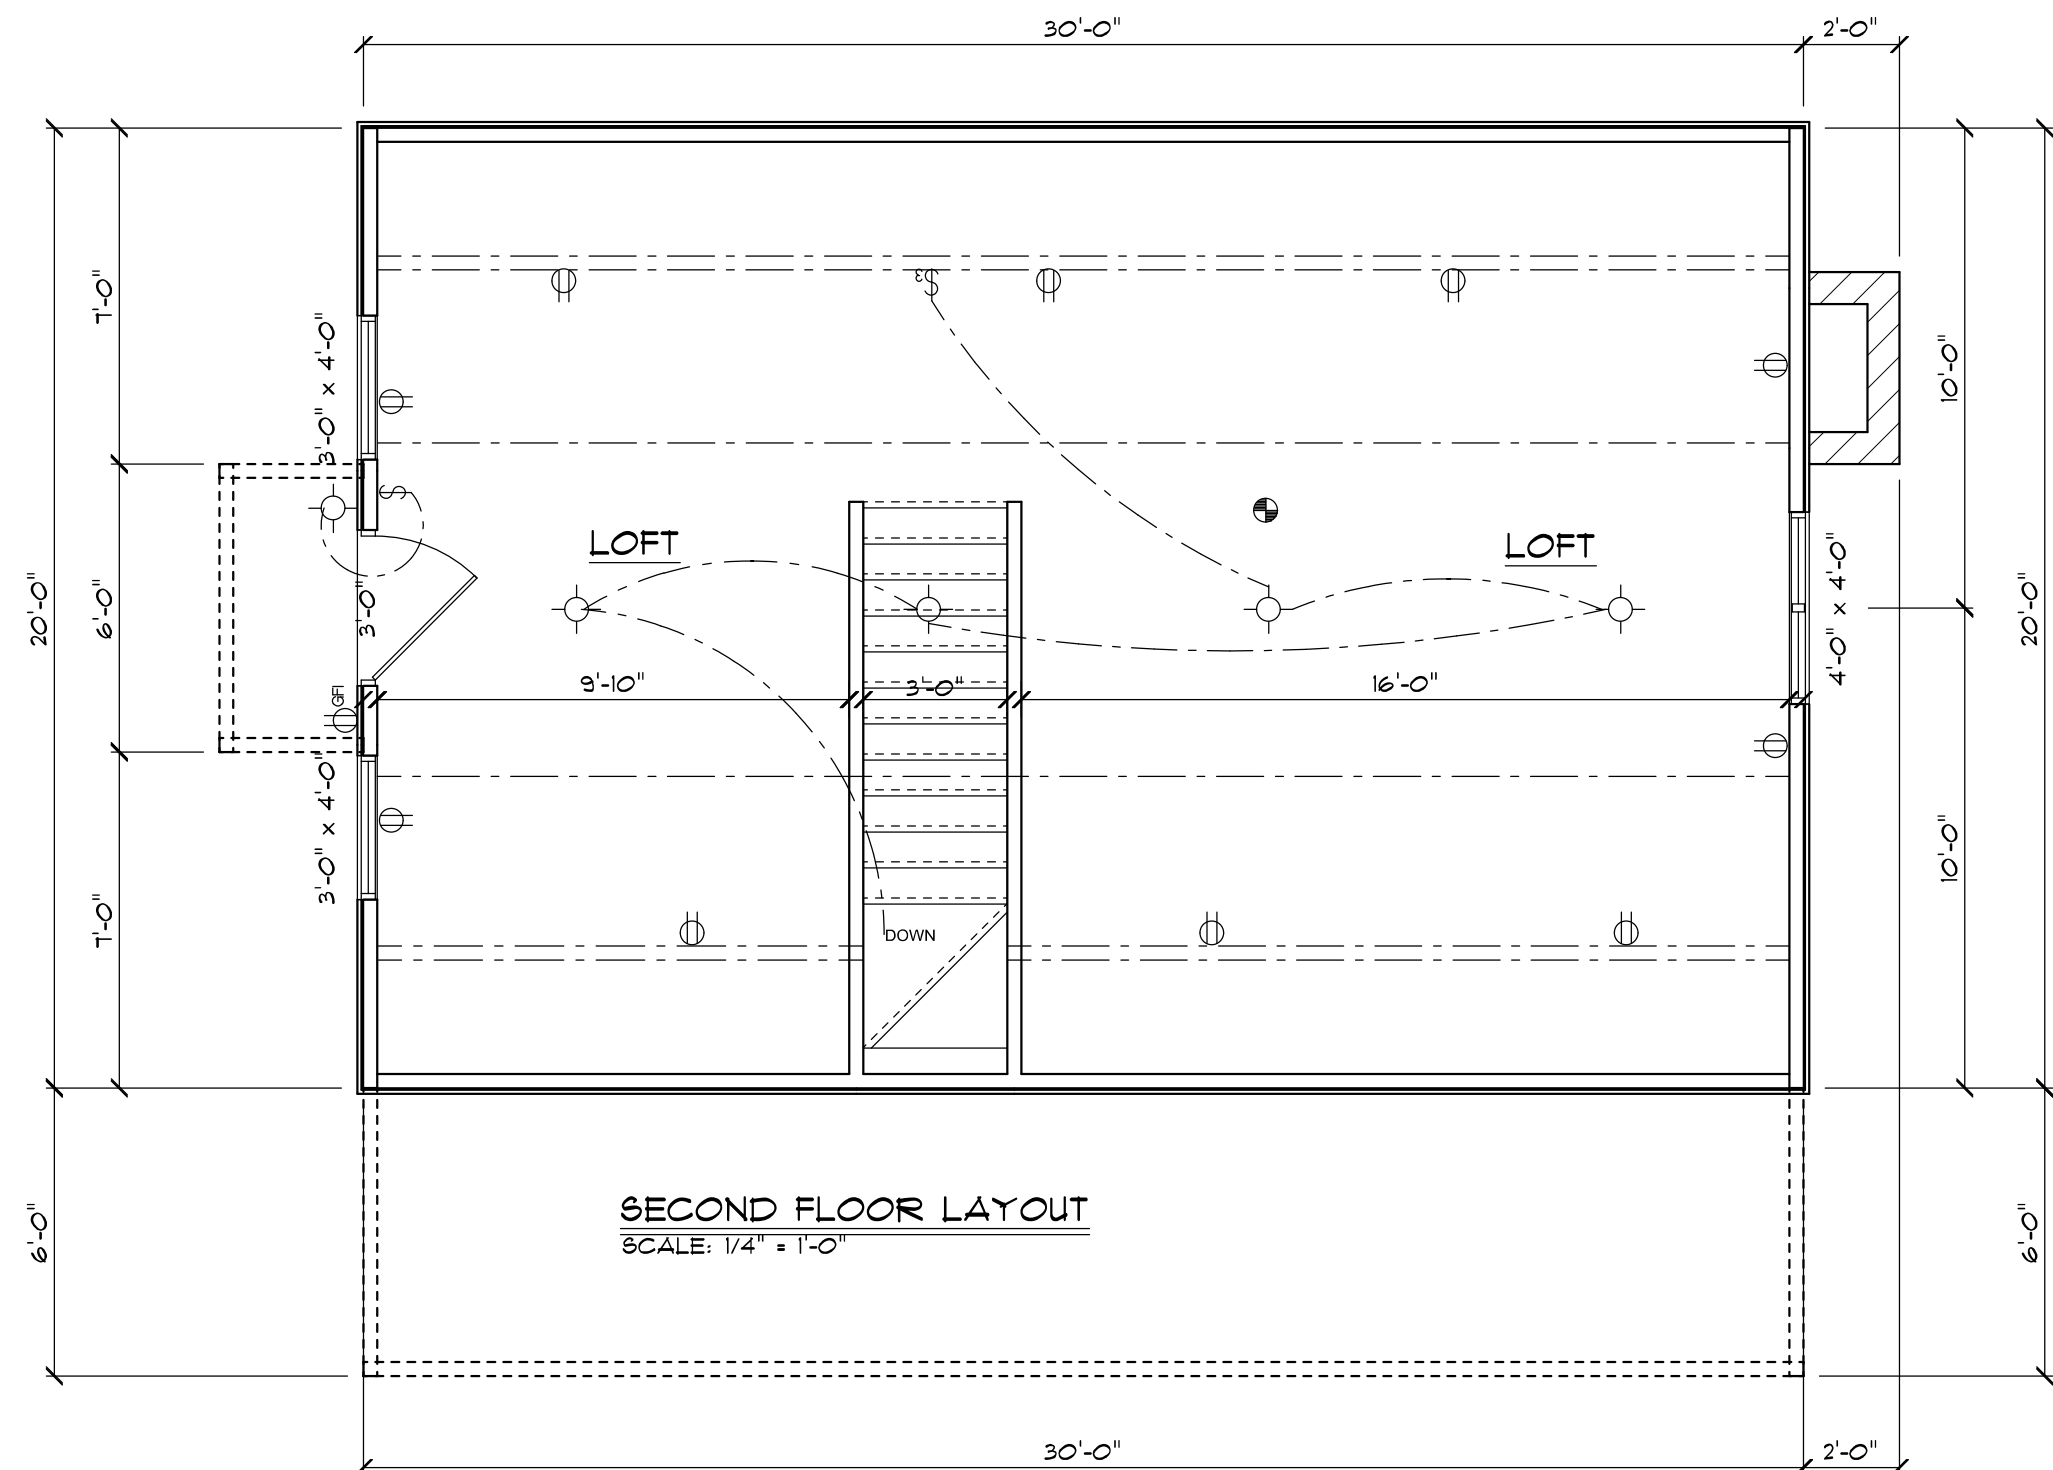 30'-0"
2'-0"
7'-0"
3'-0" x 4'-0"
10'-0"
S3
S
LOFT
LOFT
20'-0"
6'-0"
3'-0"
4'-0" x 4'-0"
20'-0"
GFI
9'-10"
3'-0"
16'-0"
3'-0" x 4'-0"
7'-0"
10'-0"
DOWN
6'-0"
SECOND FLOOR LAYOUT
SCALE: 1/4" = 1'-0"
6'-0"
30'-0"
2'-0"